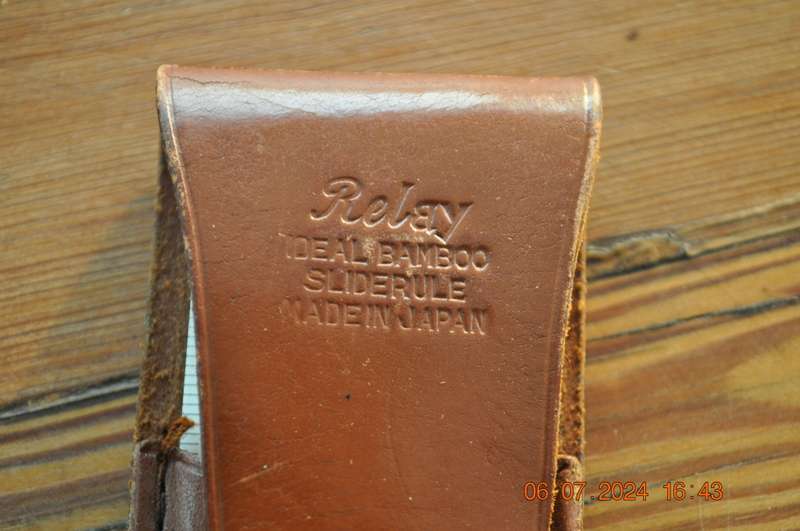 Relay
IDEAL BAMBOO
SLIDERULE
MADE IN JAPAN
06.07.2024 16:43